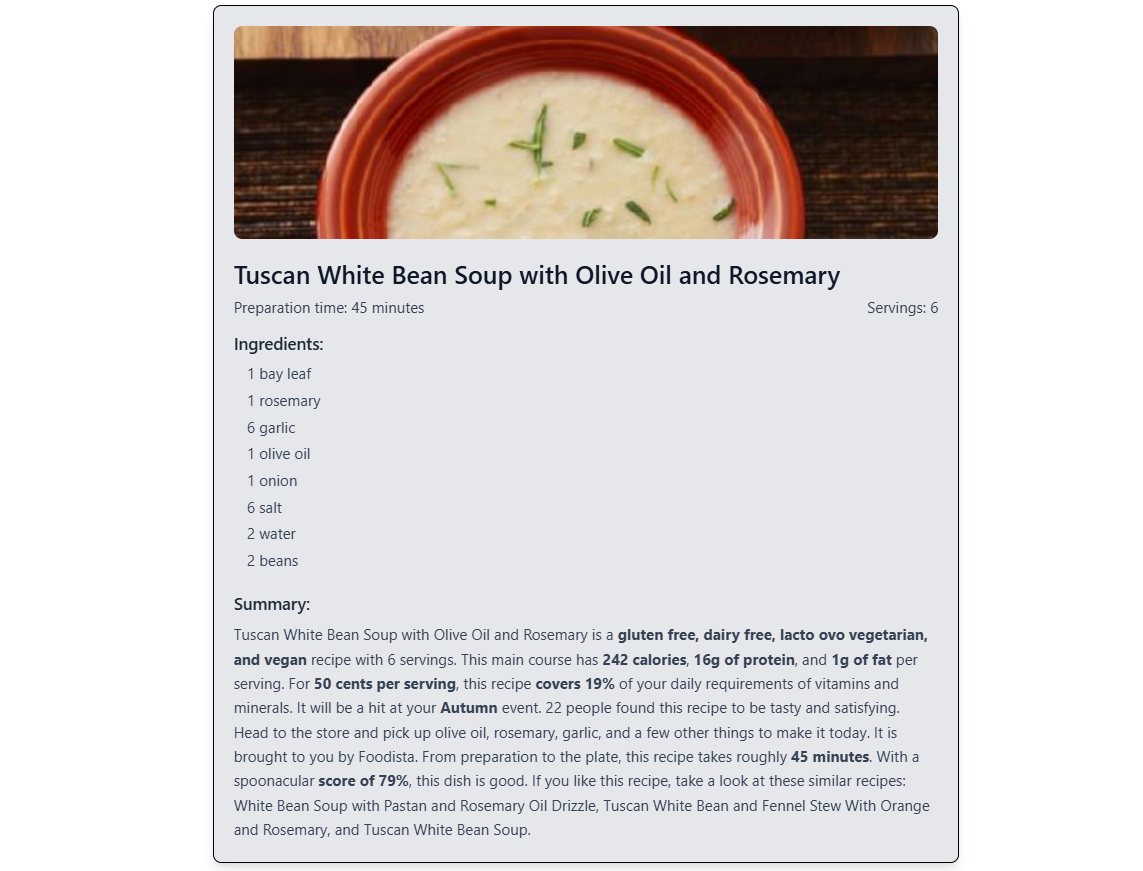 Tuscan White Bean Soup with Olive Oil and Rosemary
Preparation time: 45 minutes Servings: 6
Ingredients:
1 bay leaf
1 rosemary
6 garlic
1 olive oil
1 onion
6 salt
2 water
2 beans
Summary:
Tuscan White Bean Soup with Olive Oil and Rosemary is a gluten free, dairy free, lacto ovo vegetarian,
and vegan recipe with 6 servings. This main course has 242 calories, 16g of protein, and 1g of fat per
serving. For 50 cents per serving, this recipe covers 19% of your daily requirements of vitamins and
minerals. It will be a hit at your Autumn event. 22 people found this recipe to be tasty and satisfying.
Head to the store and pick up olive oil, rosemary, garlic, and a few other things to make it today. It is
brought to you by Foodista. From preparation to the plate, this recipe takes roughly 45 minutes. With a
spoonacular score of 79%, this dish is good. If you like this recipe, take a look at these similar recipes:
White Bean Soup with Pastan and Rosemary Oil Drizzle, Tuscan White Bean and Fennel Stew With Orange
and Rosemary, and Tuscan White Bean Soup.